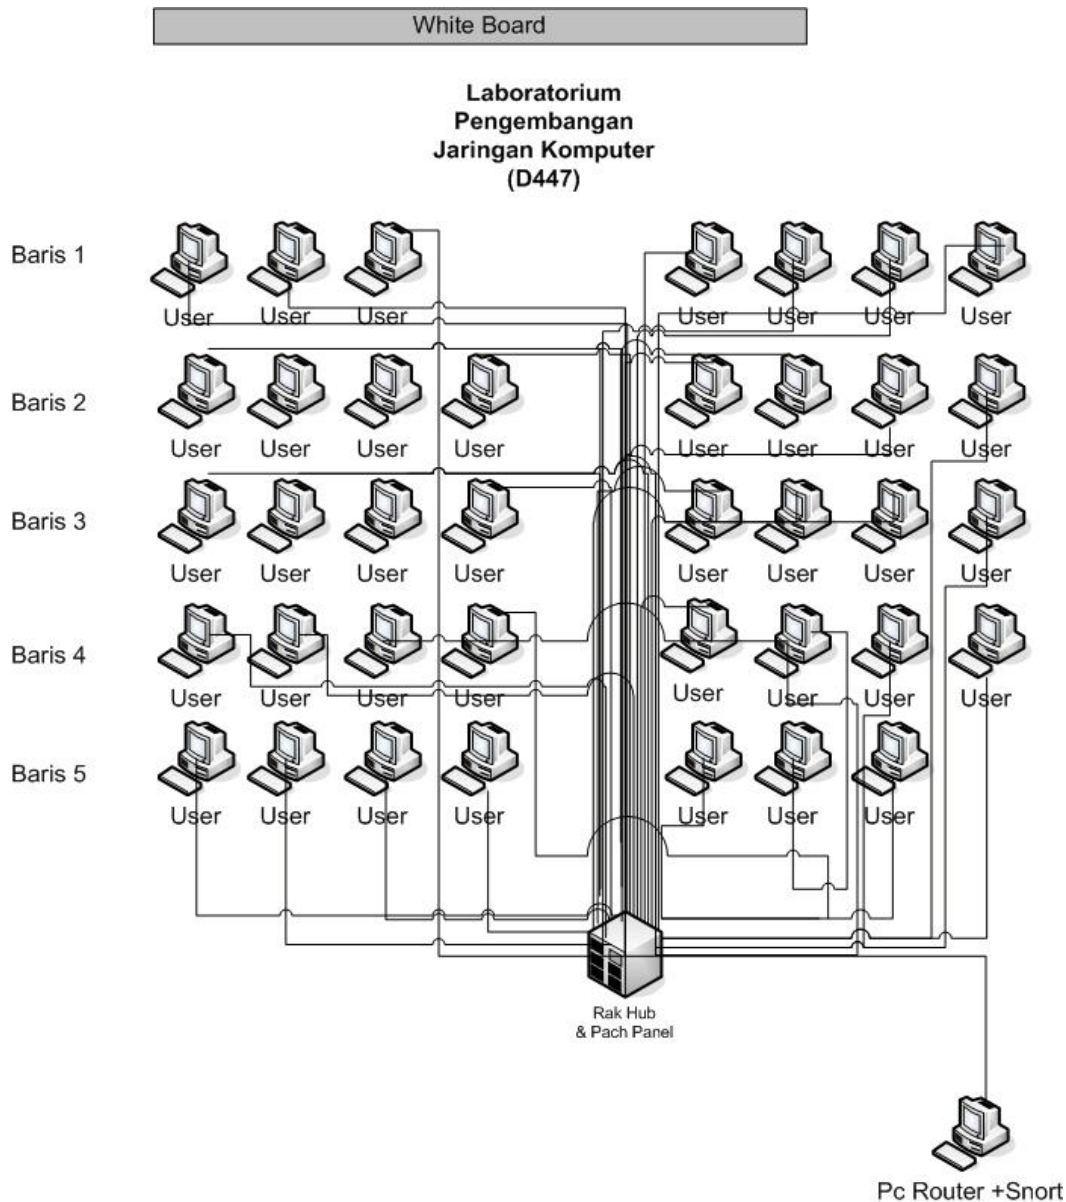 White Board
Laboratorium
Pengembangan
Jaringan Komputer
(D447)
Baris 1
User User User User User User User
Baris 2
User User User User User User User User
Baris 3
User User User User User User User User
Baris 4
User User User User User User User User
Baris 5
User User User User User User User
Rak Hub
& Pach Panel
Pc Router +Snort